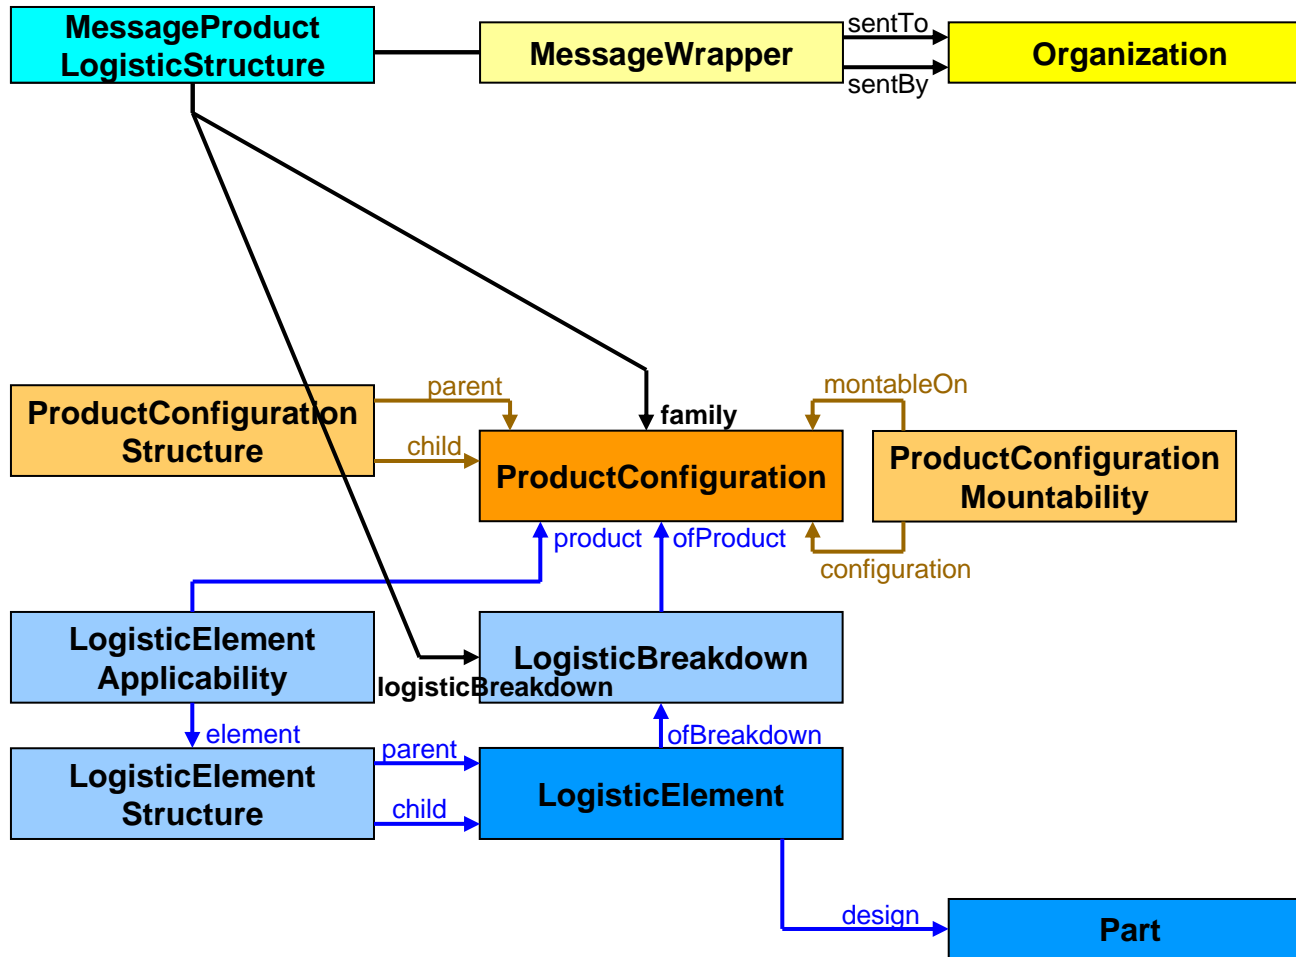 MessageProduct
LogisticStructure
MessageWrapper
sentTo
sentBy
Organization
parent
child
ProductConfiguration
Structure
family
ProductConfiguration
montableOn
ProductConfiguration
Mountability
configuration
product
ofProduct
LogisticElement
Applicability
LogisticBreakdown
logisticBreakdown
element
parent
ofBreakdown
LogisticElement
Structure
child
LogisticElement
design
Part